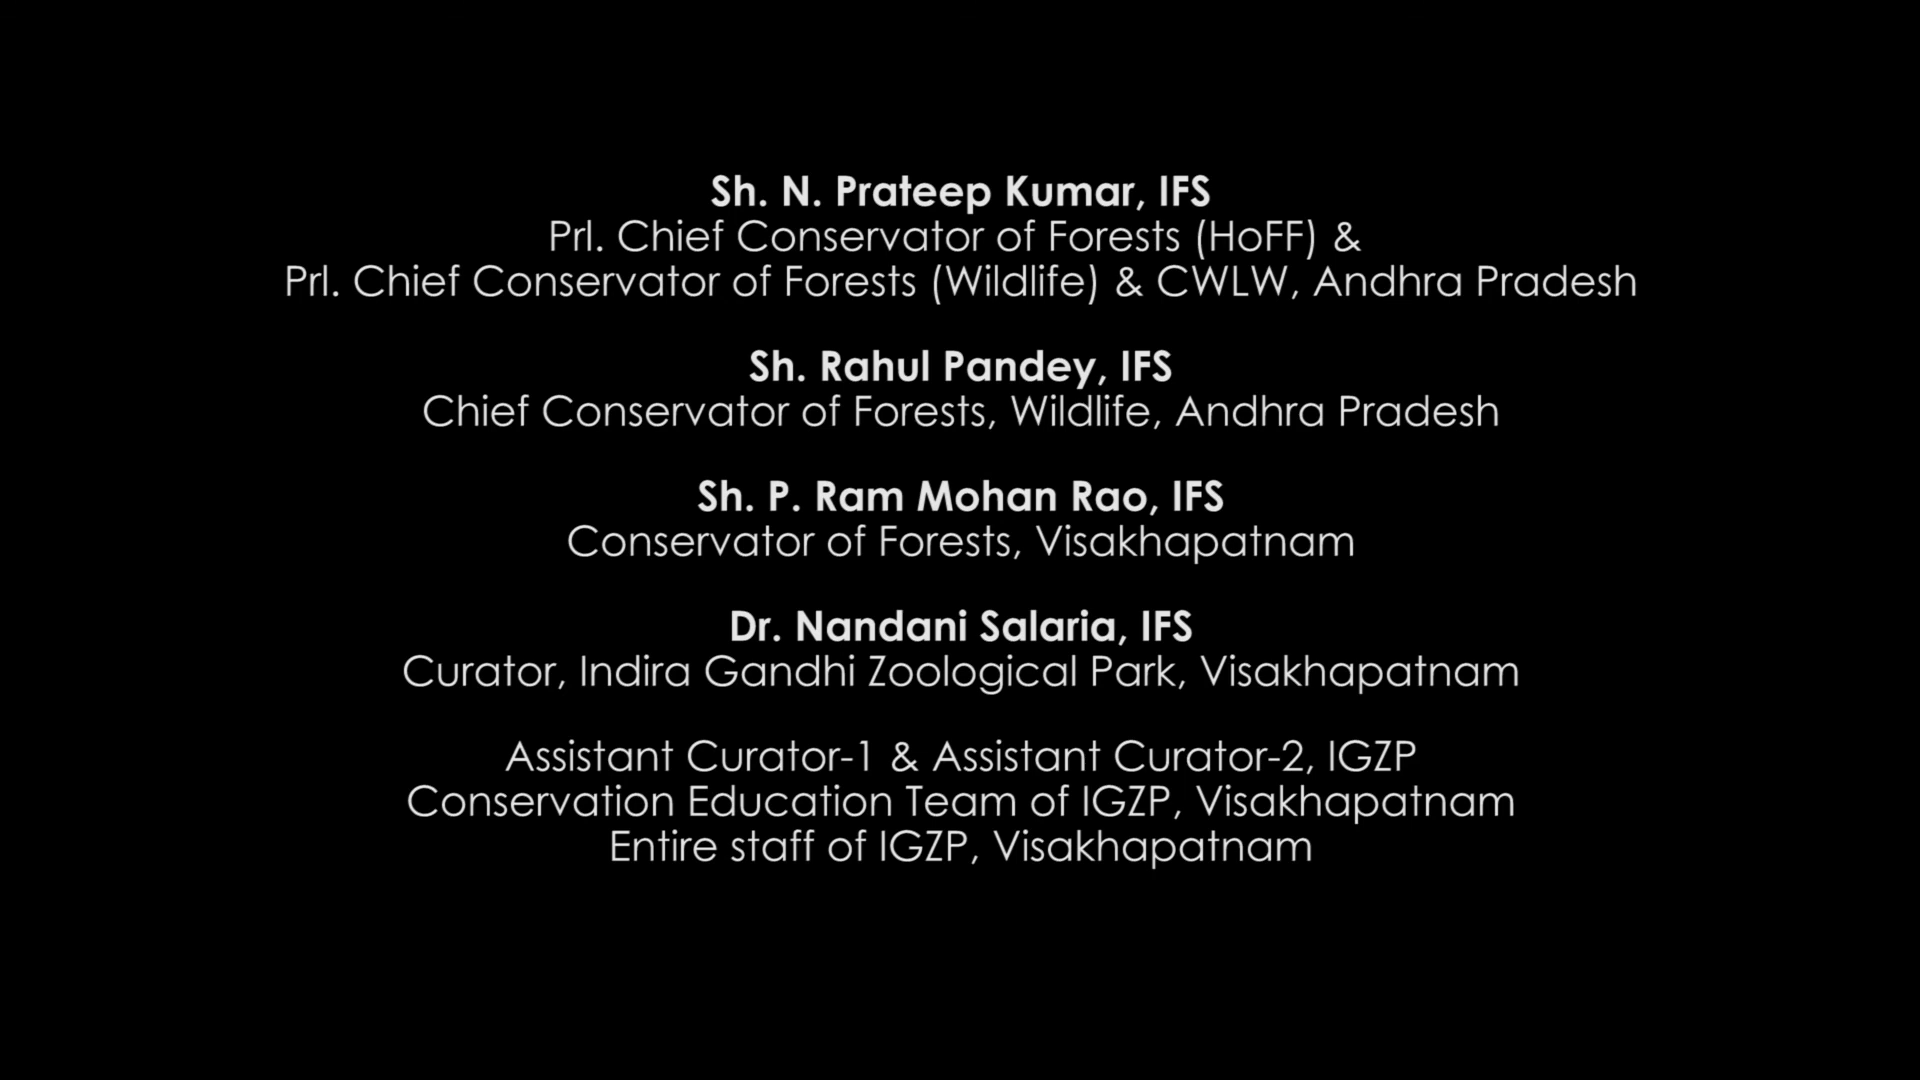 Sh. N. Prateep Kumar, IFS
Prl. Chief Conservator of Forests (HoFF) &
Prl. Chief Conservator of Forests (Wildlife) & CWLW, Andhra Pradesh
Sh. Rahul Pandey, IFS
Chief Conservator of Forests, Wildlife, Andhra Pradesh
Sh. P. Ram Mohan Rao, IFS
Conservator of Forests, Visakhapatnam
Dr. Nandani Salaria, IFS
Curator, Indira Gandhi Zoological Park, Visakhapatnam
Assistant Curator-1 & Assistant Curator-2, IGZP
Conservation Education Team of IGZP, Visakhapatnam
Entire staff of IGZP, Visakhapatnam